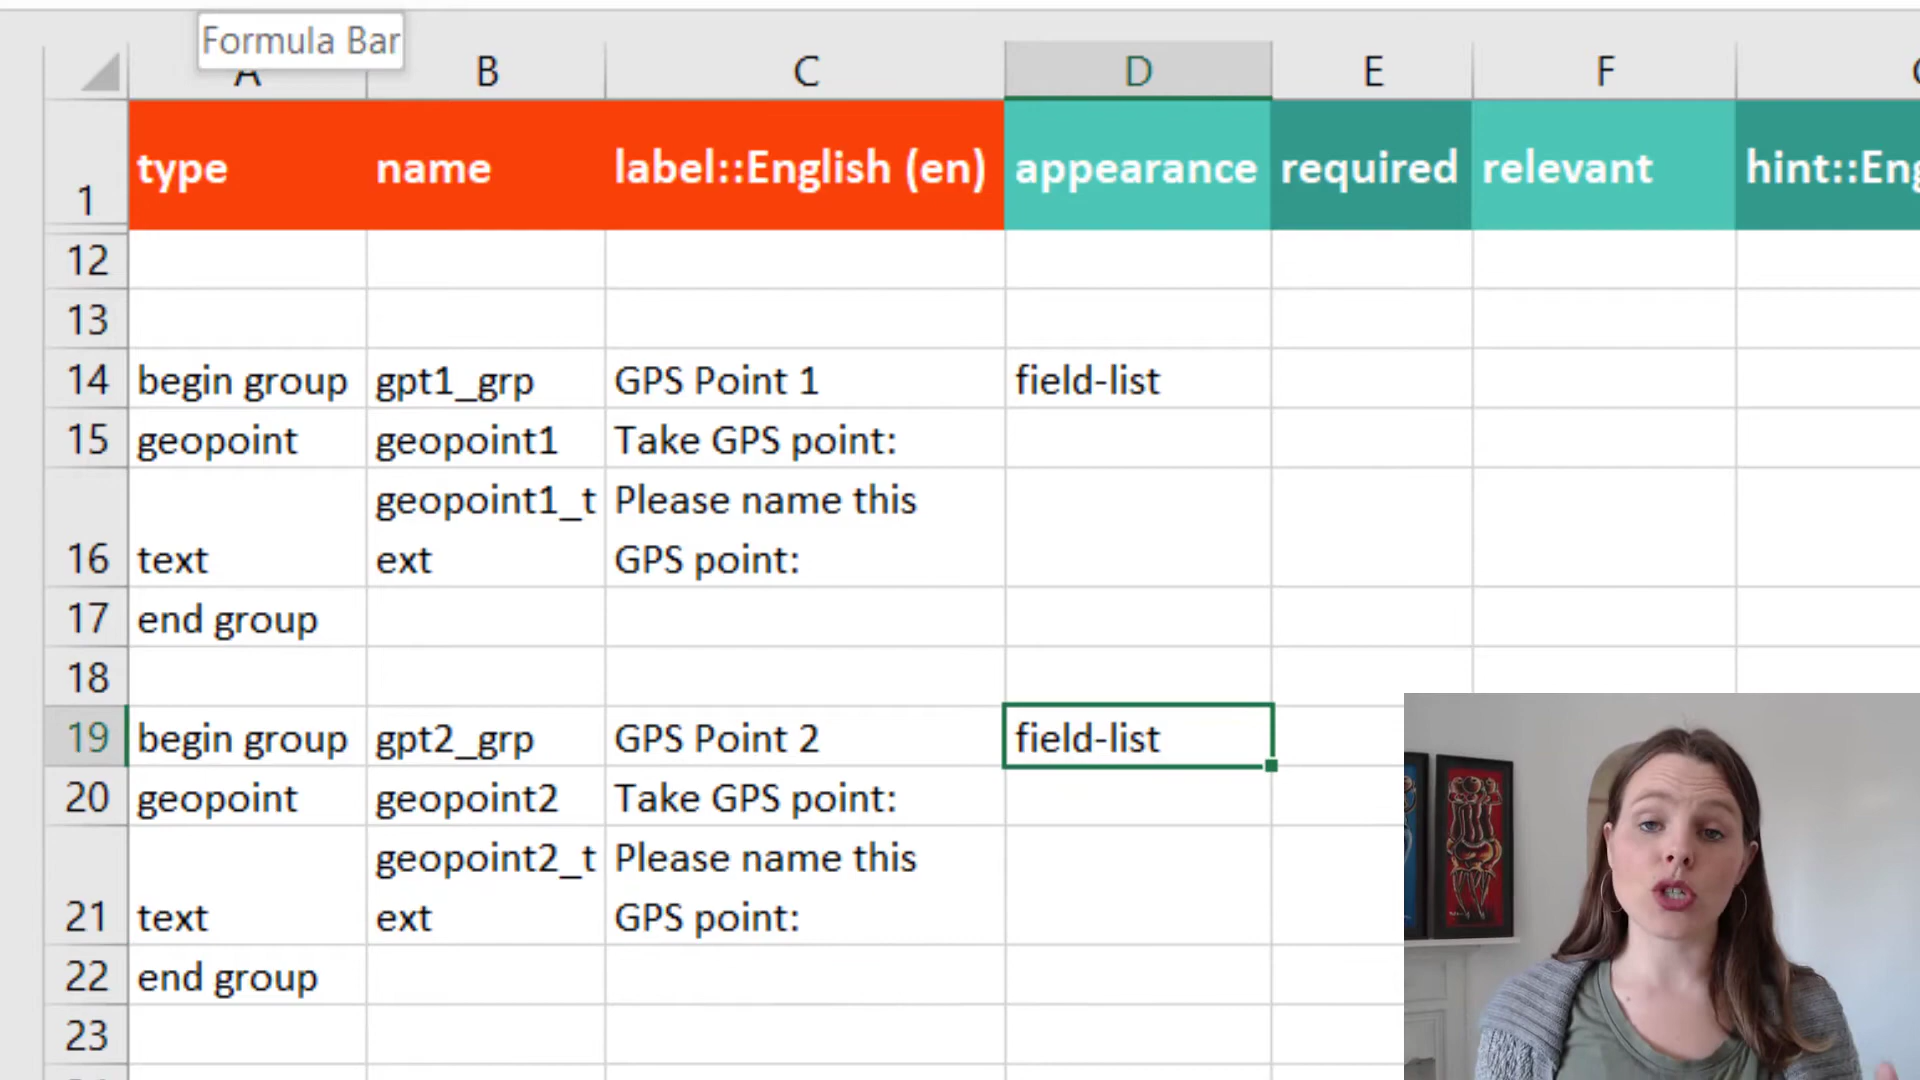 Formula Bar
A B C D E F
1 type name label::English (en) appearance required relevant hint::Eng
12
13
14 begin group gpt1_grp GPS Point 1 field-list
15 geopoint geopoint1 Take GPS point:
geopoint1_t Please name this
16 text ext GPS point:
17 end group
18
19 begin group gpt2_grp GPS Point 2 field-list
20 geopoint geopoint2 Take GPS point:
geopoint2_t Please name this
21 text ext GPS point:
22 end group
23